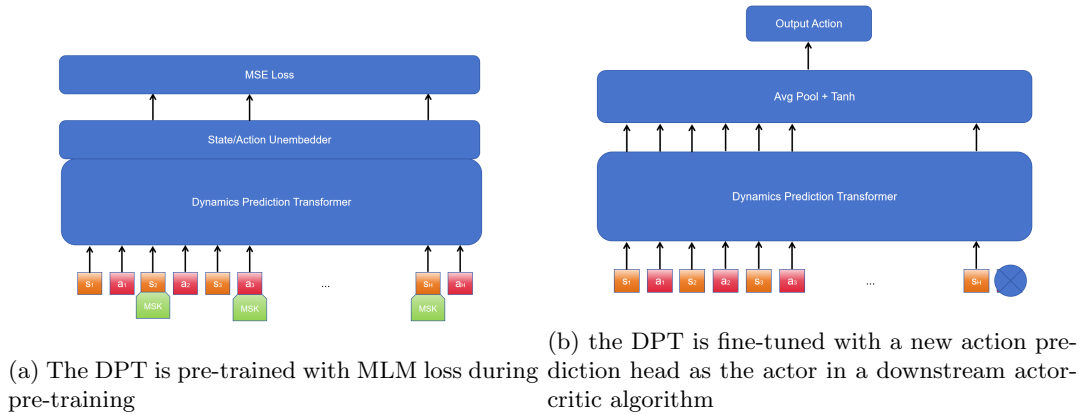 MSE Loss
State/Action Unembedder
Dynamics Prediction Transformer
s₁ a₁ s₂ a₂ s₃ a₃ ... sH aH
MSK MSK MSK
(a) The DPT is pre-trained with MLM loss during
pre-training
Output Action
Avg Pool + Tanh
Dynamics Prediction Transformer
s₁ a₁ s₂ a₂ s₃ a₃ ... sH
(b) the DPT is fine-tuned with a new action pre-
diction head as the actor in a downstream actor-
critic algorithm